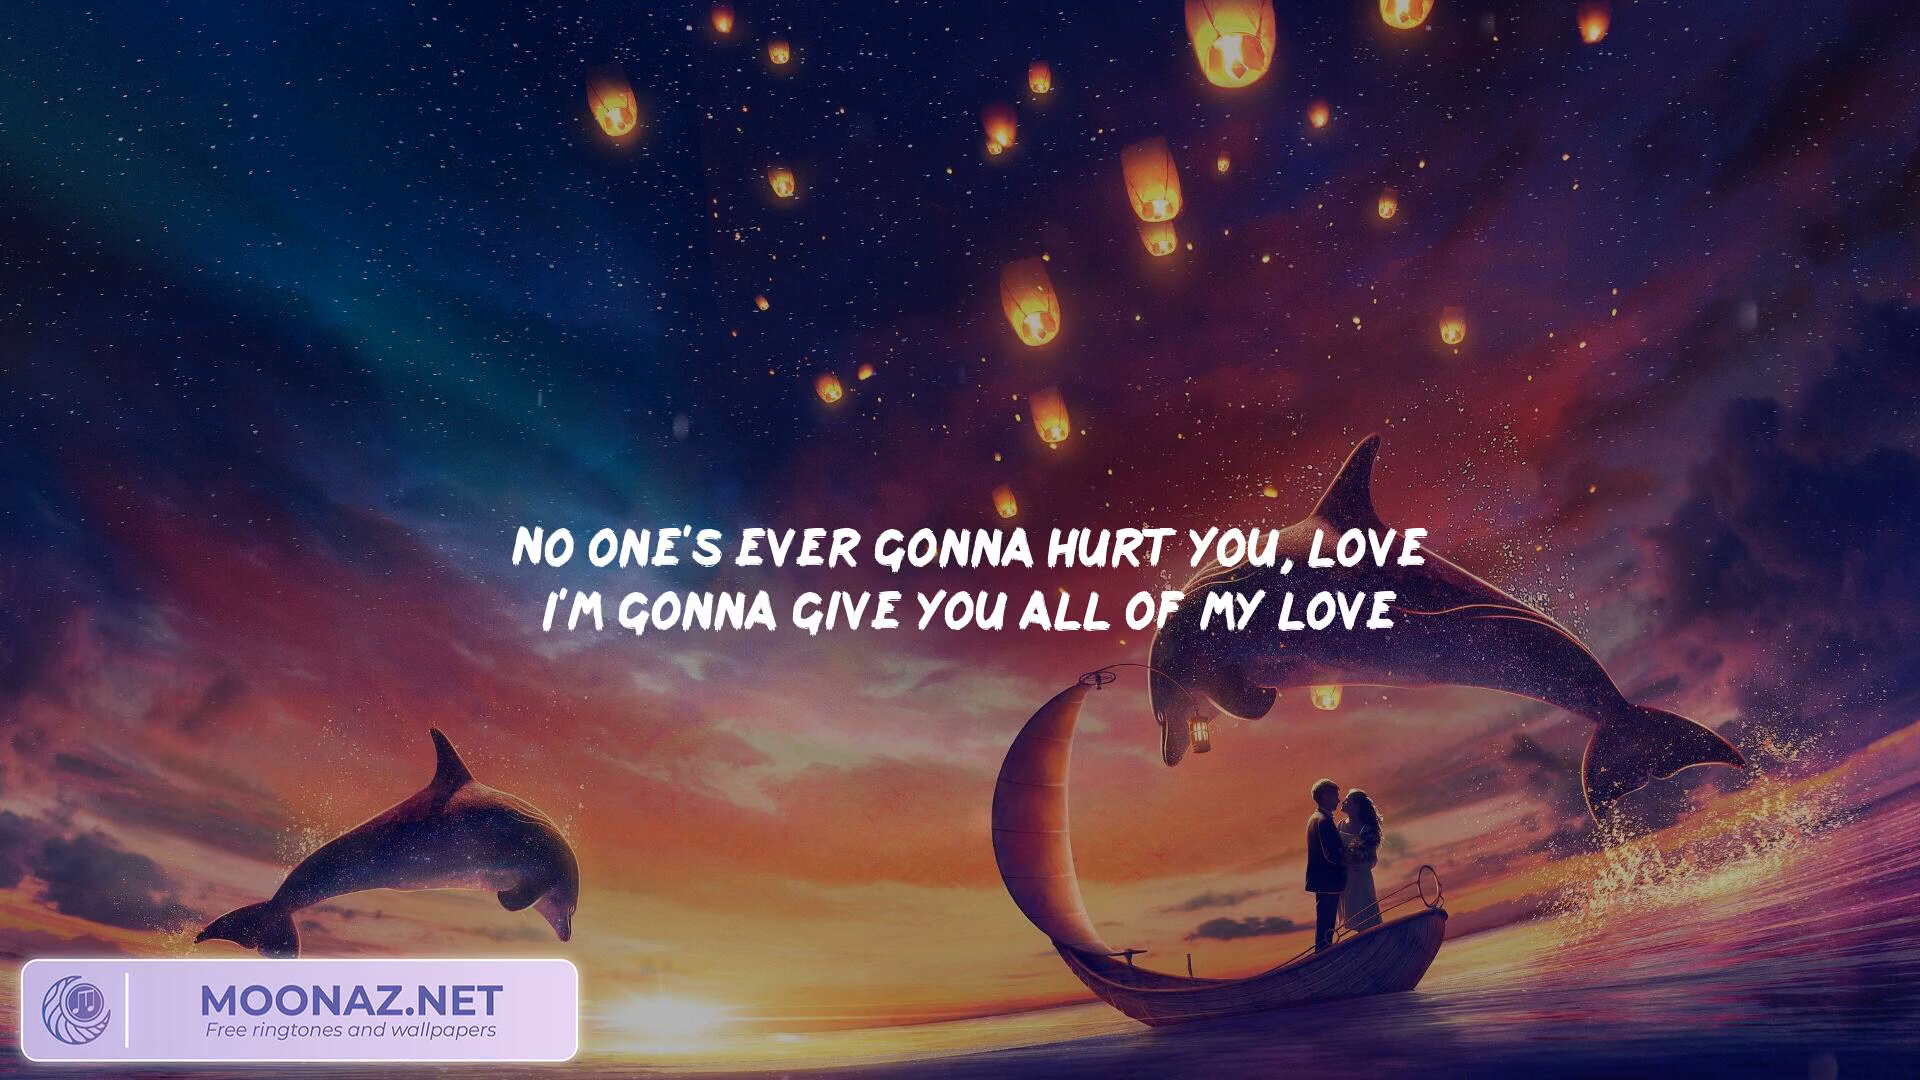 NO ONE'S EVER GONNA HURT YOU, LOVE
I'M GONNA GIVE YOU ALL OF MY LOVE
MOONAZ.NET
Free ringtones and wallpapers